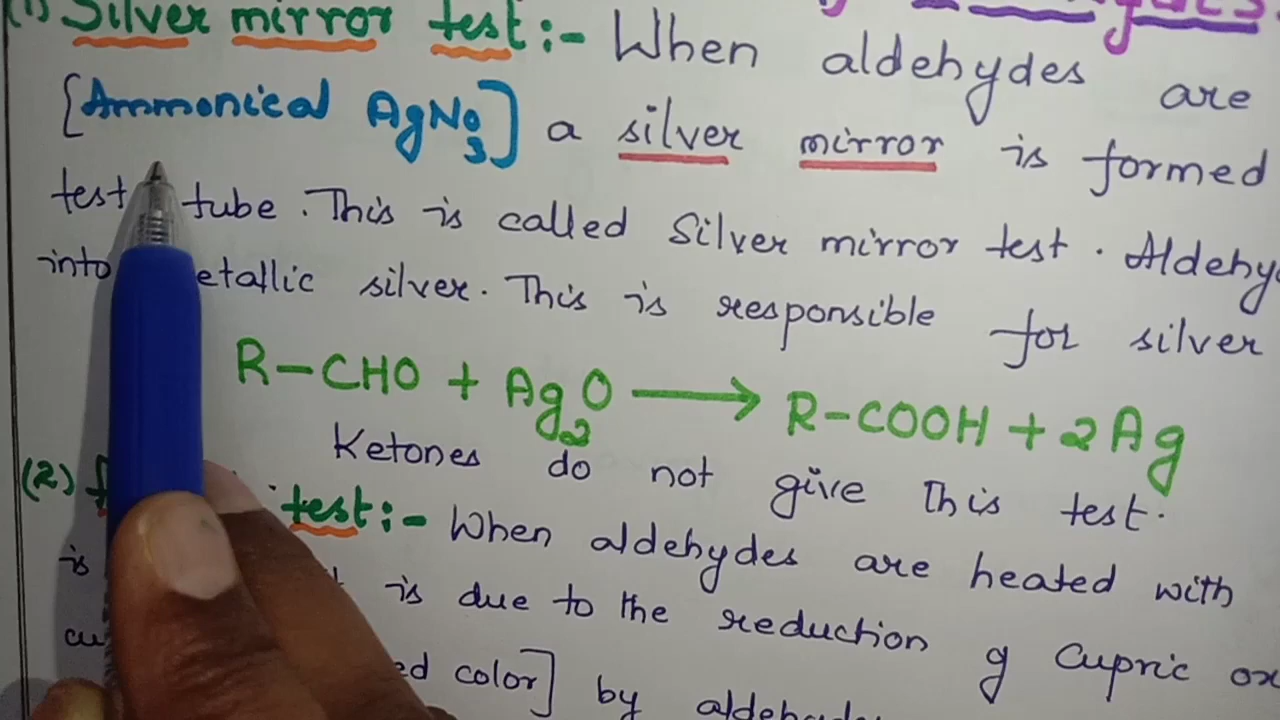 (1) Silver mirror test :- When aldehydes are
[Ammonical AgNO3] a silver mirror is formed
test tube. This is called Silver mirror test. Aldehy
into etallic silver. This is responsible for silver
R-CHO + Ag2O → R-COOH + 2Ag
Ketones do not give This test.
(2) test :- When aldehydes are heated with
is is due to the reduction of Cupric ox
cu ed color] by